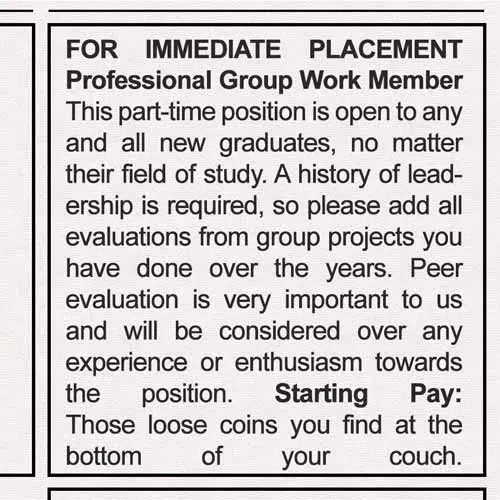 FOR IMMEDIATE PLACEMENT
Professional Group Work Member
This part-time position is open to any
and all new graduates, no matter
their field of study. A history of lead-
ership is required, so please add all
evaluations from group projects you
have done over the years. Peer
evaluation is very important to us
and will be considered over any
experience or enthusiasm towards
the position. Starting Pay:
Those loose coins you find at the
bottom of your couch.